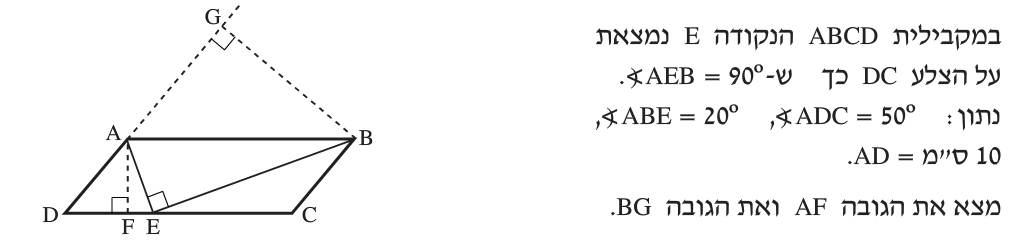 במקבילית ABCD הנקודה E נמצאת
על הצלע DC כך ש-∢AEB = 90°.
נתון: ∢ADC = 50°, ∢ABE = 20°,
10 ס״מ = AD.
מצא את הגובה AF ואת הגובה BG.
G
A
B
D
F
E
C